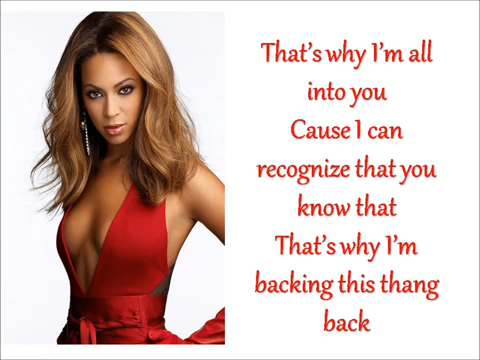 That's why I'm all
into you
Cause I can
recognize that you
know that
That's why I'm
backing this thang
back